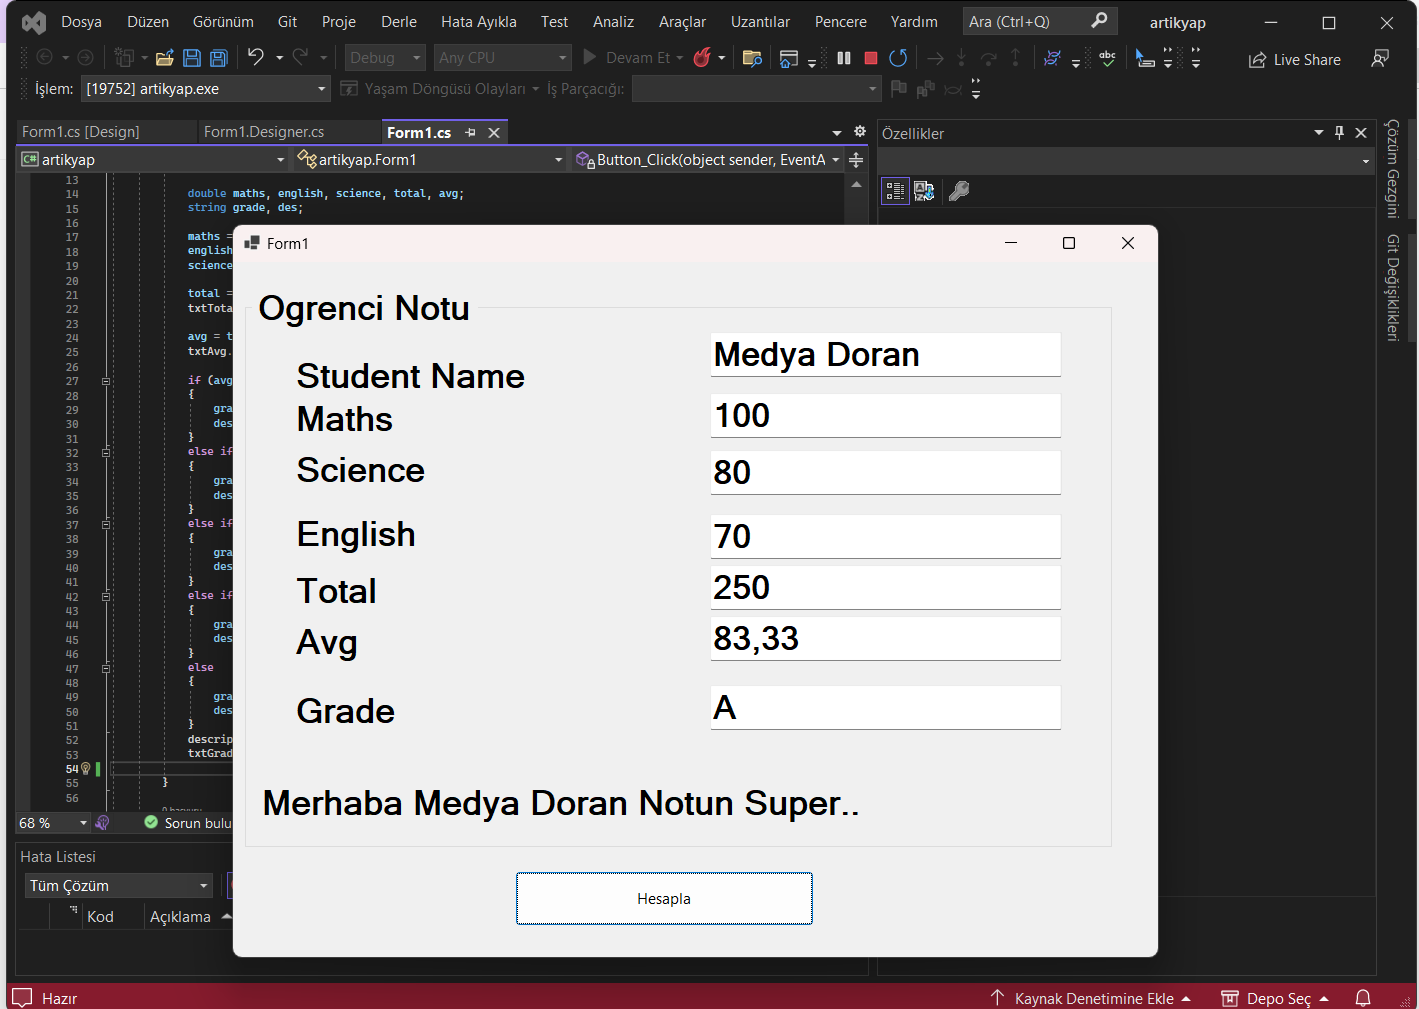 Dosya Düzen Görünüm Git Proje Derle Hata Ayıkla Test Analiz Araçlar Uzantılar Pencere Yardım Ara (Ctrl+Q) artikyap
Debug Any CPU Devam Et abc Live Share
İşlem: [19752] artikyap.exe Yaşam Döngüsü Olayları İş Parçacığı:
Form1.cs [Design] Form1.Designer.cs Form1.cs
C# artikyap artikyap.Form1 Button_Click(object sender, EventA
13
14 double maths, english, science, total, avg;
15 string grade, des;
16
17 maths =
18 english
19 science
20
21 total =
22 txtTota
23
24 avg = t
25 txtAvg.
26
27 if (avg
28 {
29 gra
30 des
31 }
32 else if
33 {
34 gra
35 des
36 }
37 else if
38 {
39 gra
40 des
41 }
42 else if
43 {
44 gra
45 des
46 }
47 else
48 {
49 gra
50 des
51 }
52 descrip
53 txtGrad
54
55 }
56
68 % Sorun bulu
Hata Listesi
Tüm Çözüm
Kod Açıklama
Form1
Ogrenci Notu
Student Name Medya Doran
Maths 100
Science 80
English 70
Total 250
Avg 83,33
Grade A
Merhaba Medya Doran Notun Super..
Hesapla
Özellikler
Çözüm Gezgini
Git Değişiklikleri
Hazır Kaynak Denetimine Ekle Depo Seç